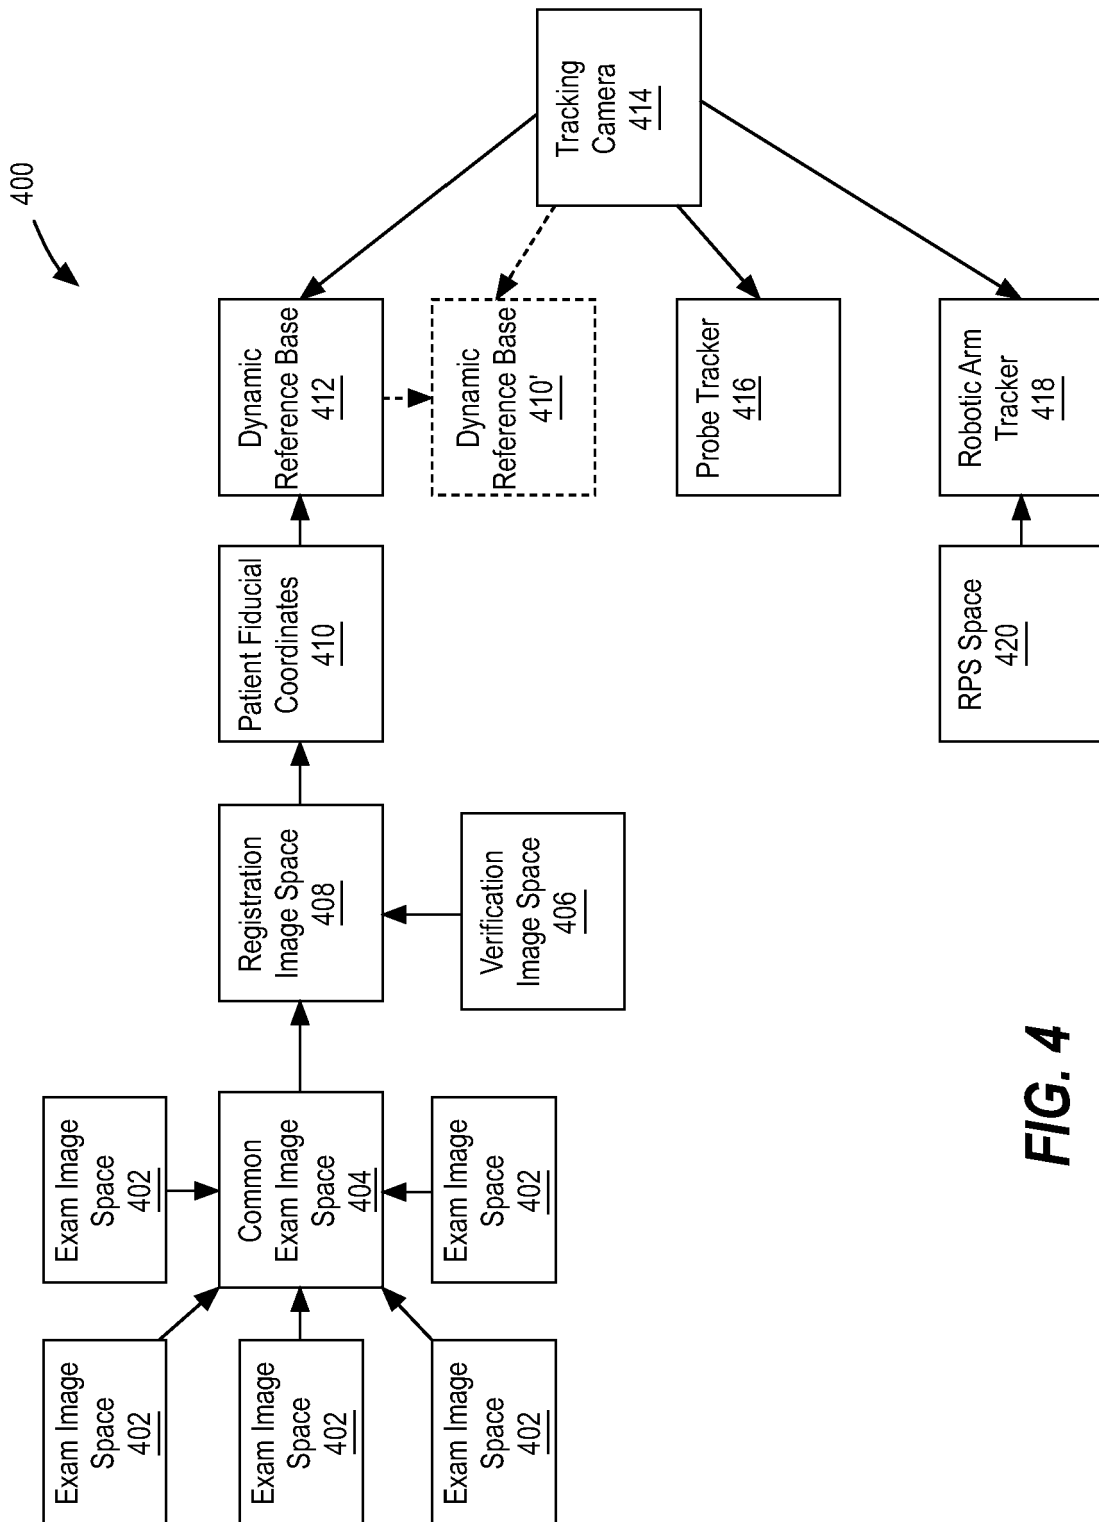 400
Exam Image
Space
402
Exam Image
Space
402
Exam Image
Space
402
Exam Image
Space
402
Exam Image
Space
402
Common
Exam Image
Space
404
Registration
Image Space
408
Verification
Image Space
406
Patient Fiducial
Coordinates
410
Dynamic
Reference Base
412
Dynamic
Reference Base
410'
Tracking
Camera
414
Probe Tracker
416
Robotic Arm
Tracker
418
RPS Space
420
FIG. 4